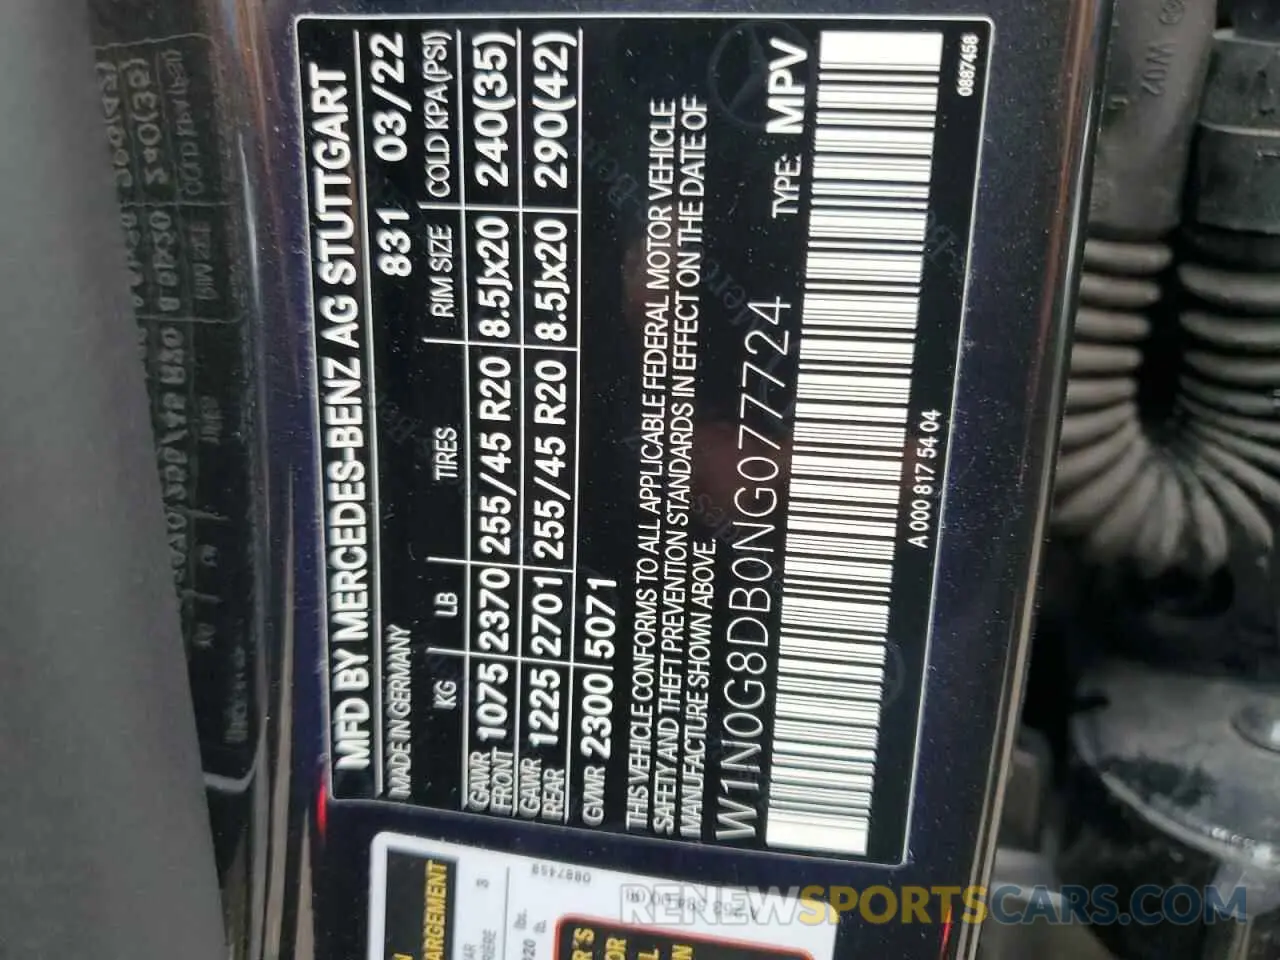 MFD BY MERCEDES-BENZ AG STUTTGART
MADE IN GERMANY 831 03/22
KG LB TIRES RIM SIZE COLD KPA(PSI)
GAWR FRONT 1075 2370 255/45 R20 8.5Jx20 240(35)
GAWR REAR 1225 2701 255/45 R20 8.5Jx20 290(42)
GVWR 2300 5071
THIS VEHICLE CONFORMS TO ALL APPLICABLE FEDERAL MOTOR VEHICLE
SAFETY AND THEFT PREVENTION STANDARDS IN EFFECT ON THE DATE OF
MANUFACTURE SHOWN ABOVE.
W1N0G8DB0NG077724 TYPE: MPV
A 000 817 54 04
0887458
0887458
lbs.
lb.
RENEWSPORTSCARS.COM